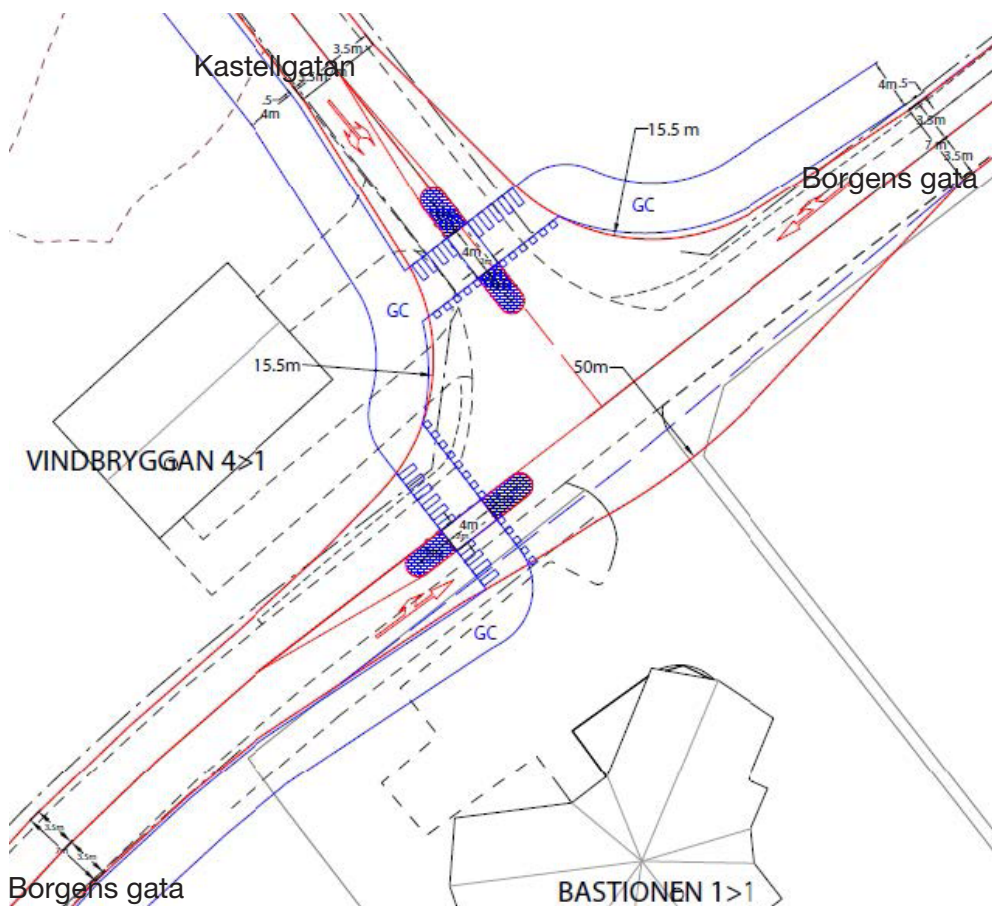 3.5m
Kastellgatan
3.5m
.5
4m
15.5 m
4m
.5
3.5m
7 m
3.5m
Borgens gata
GC
4m
GC
50m
15.5m
VINDBRYGGAN 4>1
4m
GC
3.5m
7m
3.5m
Borgens gata
BASTIONEN 1>1